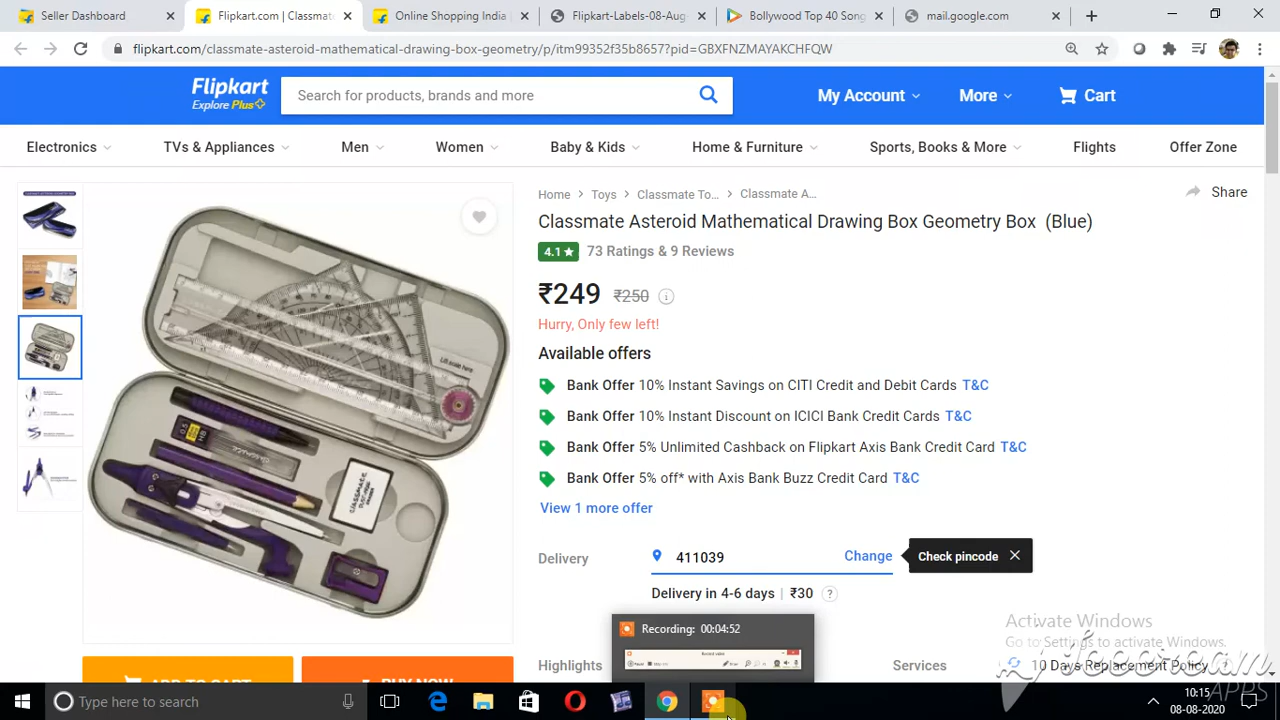 Seller Dashboard
Flipkart.com | Classmate
Online Shopping India
Flipkart-Labels-08-Aug
Bollywood Top 40 Song
mail.google.com
flipkart.com/classmate-asteroid-mathematical-drawing-box-geometry/p/itm99352f35b8657?pid=GBXFNZMAYAKCHFQW
Flipkart
Explore Plus
Search for products, brands and more
My Account
More
Cart
Electronics
TVs & Appliances
Men
Women
Baby & Kids
Home & Furniture
Sports, Books & More
Flights
Offer Zone
Home > Toys > Classmate To... > Classmate A...
Share
Classmate Asteroid Mathematical Drawing Box Geometry Box (Blue)
4.1★ 73 Ratings & 9 Reviews
₹249 ₹250
Hurry, Only few left!
Available offers
Bank Offer 10% Instant Savings on CITI Credit and Debit Cards T&C
Bank Offer 10% Instant Discount on ICICI Bank Credit Cards T&C
Bank Offer 5% Unlimited Cashback on Flipkart Axis Bank Credit Card T&C
Bank Offer 5% off* with Axis Bank Buzz Credit Card T&C
View 1 more offer
Delivery
411039
Change
Check pincode
Delivery in 4-6 days | ₹30 ?
Recording: 00:04:52
Activate Windows
Go to Settings to activate Windows.
Highlights
Services
10 Days Replacement Policy
ADD TO CART
BUY NOW
Apowersoft
APPS
Type here to search
10:15
08-08-2020